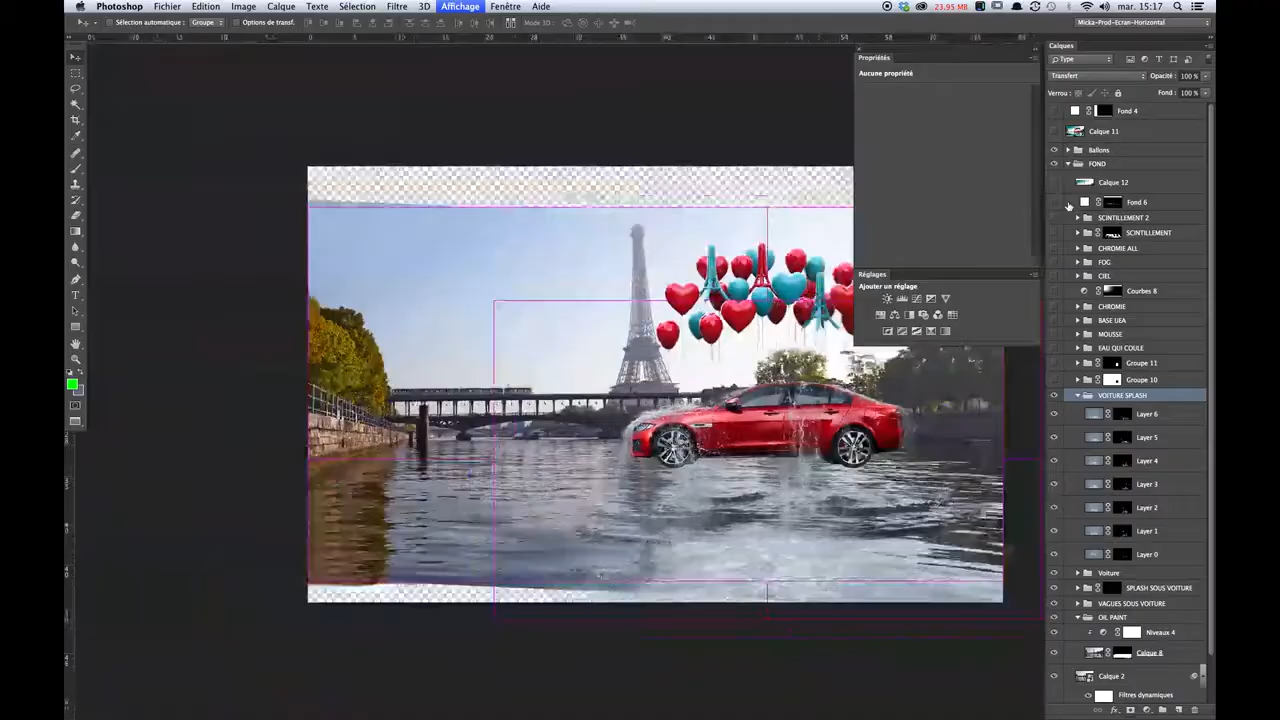 Photoshop Fichier Edition Image Calque Texte Sélection Filtre 3D Affichage Fenêtre Aide 23.95 MB mar. 15:17
Sélection automatique : Groupe Options de transf. Mode 3D : Micka-Prod-Ecran-Horizontal
Calques
Propriétés
Type
Aucune propriété
Transfert Opacité : 100 %
Verrou : Fond : 100 %
Fond 4
Calque 11
Ballons
FOND
Calque 12
Fond 6
SCINTILLEMENT 2
SCINTILLEMENT
CHROMIE ALL
FOG
Réglages
CIEL
Ajouter un réglage
Courbes 8
CHROMIE
BASE UEA
MOUSSE
EAU QUI COULE
Groupe 11
Groupe 10
VOITURE SPLASH
Layer 6
Layer 5
Layer 4
Layer 3
Layer 2
Layer 1
Layer 0
Voiture
SPLASH SOUS VOITURE
VAGUES SOUS VOITURE
OIL PAINT
Niveaux 4
Calque 8
Calque 2
Filtres dynamiques